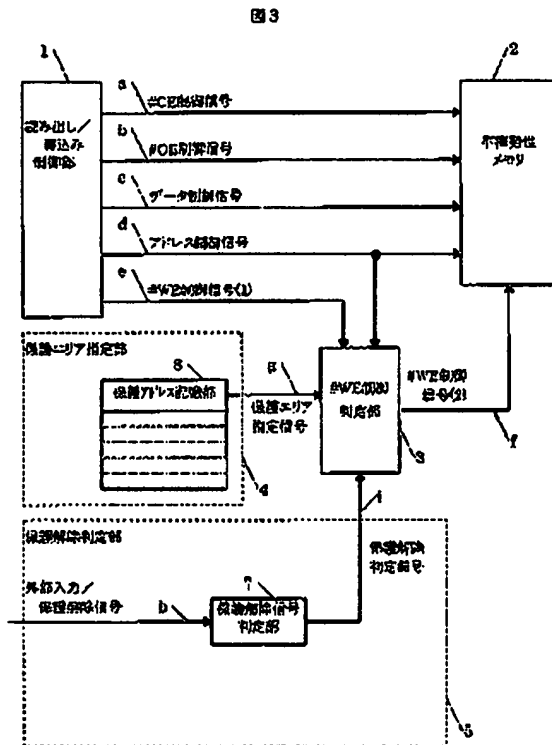 図3
1
2
a
#CE制御信号
読み出し/
書込み
制御部
b
#OE制御信号
不揮発性
メモリ
c
データ制御信号
d
アドレス制御信号
e
#WE制御信号(1)
保護エリア指定部
8
保護アドレス記憶部
g
保護エリア
指定信号
#WE制御
判定部
#WE制御
信号(2)
3
f
4
i
保護解除判定部
保護解除
判定信号
外部入力/
保護解除信号
7
h
保護解除信号
判定部
5